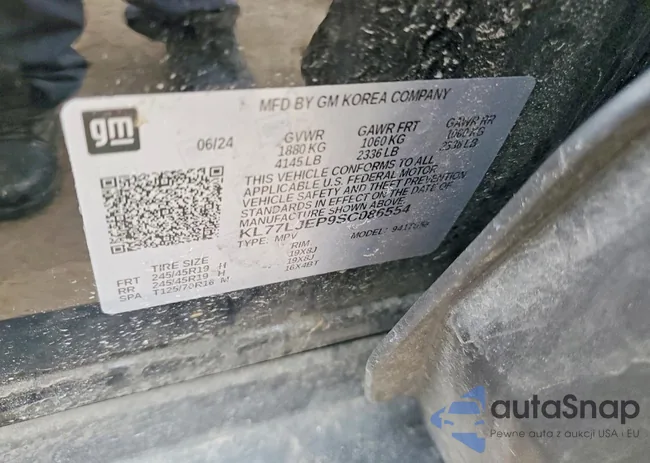 gm
MFD BY GM KOREA COMPANY
06/24 GVWR GAWR FRT GAWR RR
1880 KG 1060 KG 1060 KG
4145 LB 2336 LB 2336 LB
THIS VEHICLE CONFORMS TO ALL
APPLICABLE U.S. FEDERAL MOTOR
VEHICLE SAFETY AND THEFT PREVENTION
STANDARDS IN EFFECT ON THE DATE OF
MANUFACTURE SHOWN ABOVE.
KL77LJEP9SC086554
TYPE: MPV MODEL:
TIRE SIZE RIM
FRT 245/45R19 H 19X8J
RR 245/45R19 H 19X8J
SPA T125/70R16 M 16X4BT
autaSnap
Pewne auta z aukcji USA i EU